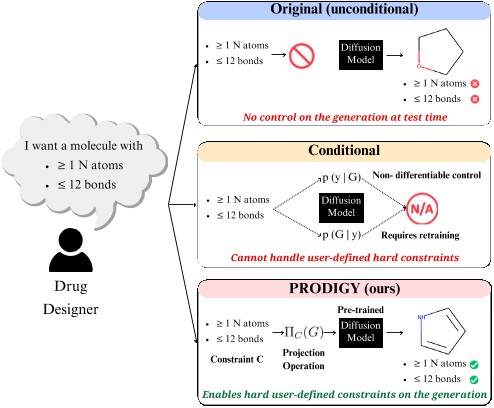 I want a molecule with
• ≥ 1 N atoms
• ≤ 12 bonds
Drug
Designer
Original (unconditional)
• ≥ 1 N atoms
• ≤ 12 bonds
Diffusion
Model
O
• ≥ 1 N atoms
• ≤ 12 bonds
No control on the generation at test time
Conditional
• ≥ 1 N atoms
• ≤ 12 bonds
p (y | G)
Diffusion
Model
p (G | y)
Non- differentiable control
N/A
Requires retraining
Cannot handle user-defined hard constraints
PRODIGY (ours)
• ≥ 1 N atoms
• ≤ 12 bonds
Constraint C
Π_C(G)
Projection
Operation
Pre-trained
Diffusion
Model
NH
• ≥ 1 N atoms
• ≤ 12 bonds
Enables hard user-defined constraints on the generation